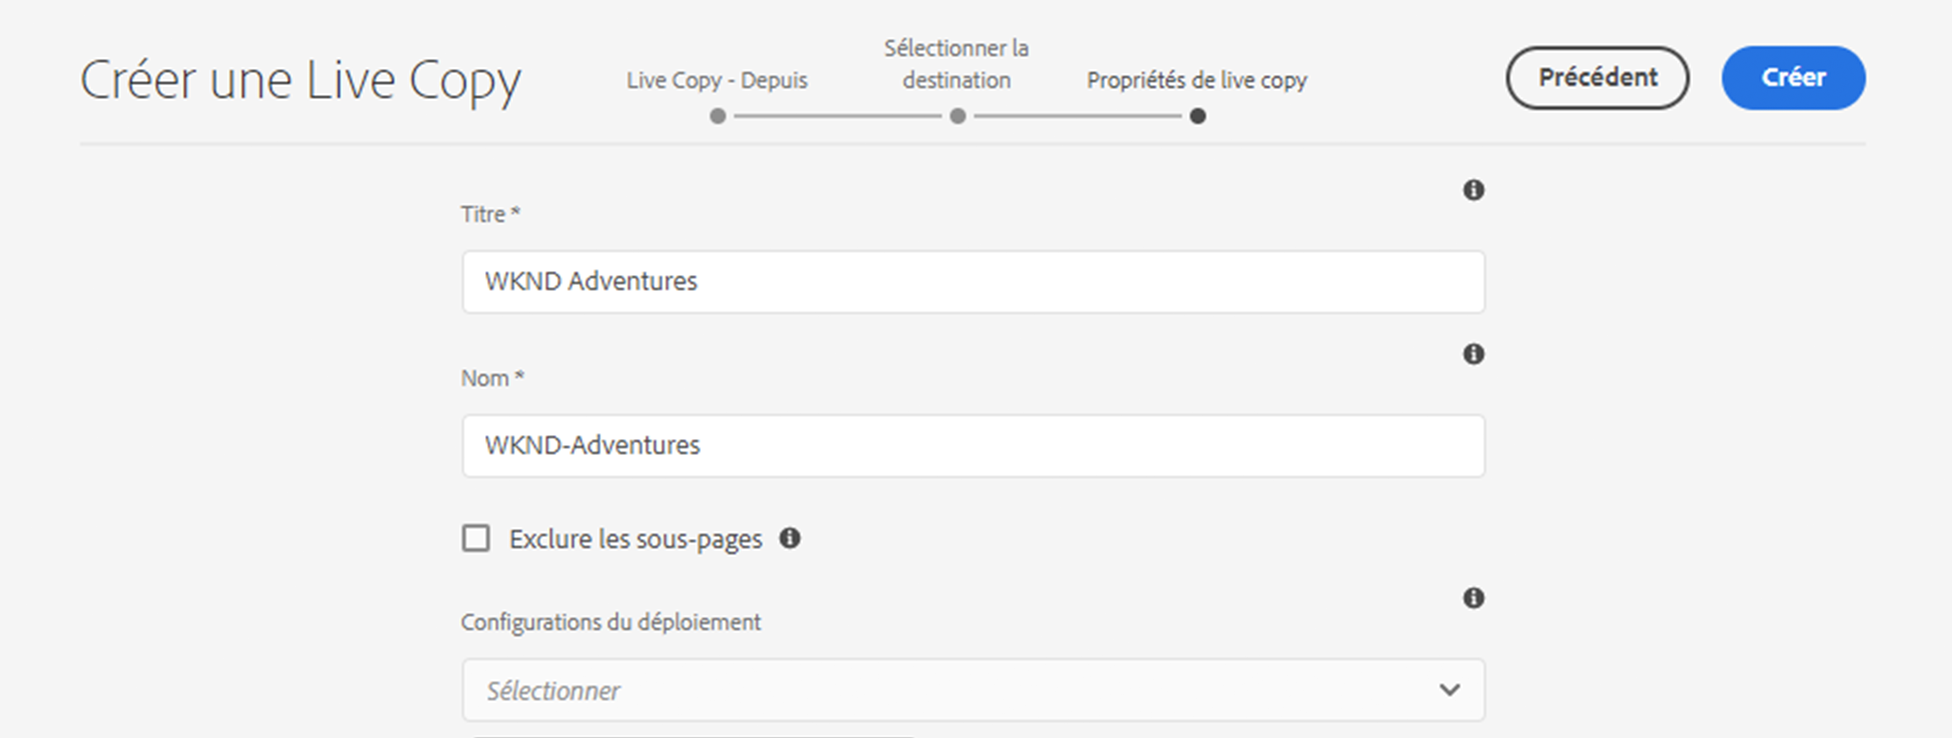 Créer une Live Copy
Live Copy - Depuis
Sélectionner la
destination
Propriétés de live copy
Précédent
Créer
Titre *
WKND Adventures
Nom *
WKND-Adventures
Exclure les sous-pages
Configurations du déploiement
Sélectionner